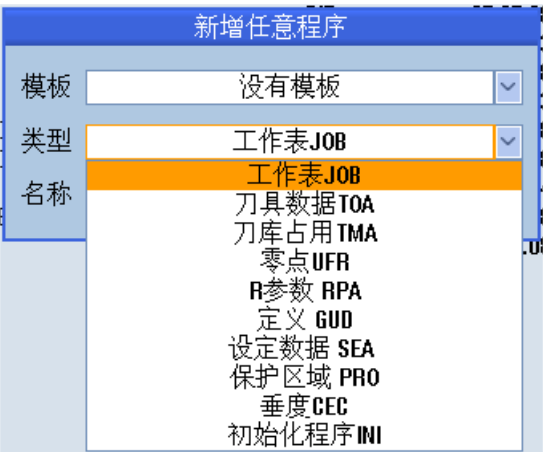 新增任意程序
模板 没有模板
类型 工作表JOB
名称
工作表JOB
刀具数据TOA
刀库占用TMA
零点UFR
R参数 RPA
定义 GUD
设定数据 SEA
保护区域 PRO
垂度CEC
初始化程序INI